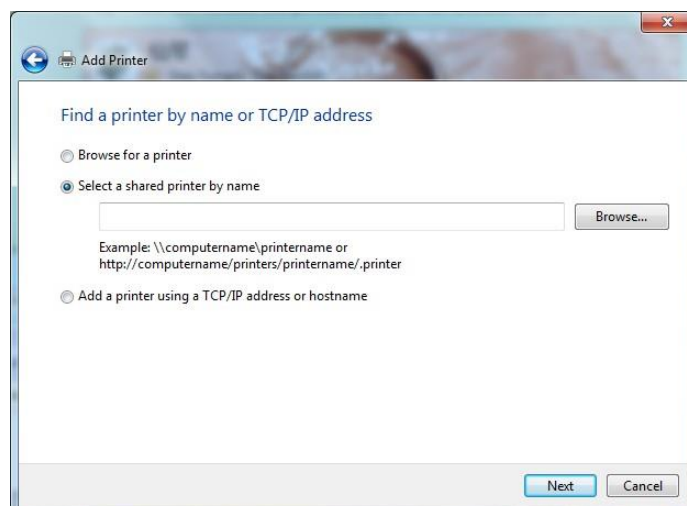 Add Printer
Find a printer by name or TCP/IP address
Browse for a printer
Select a shared printer by name
Browse...
Example: \\computername\printername or
http://computername/printers/printername/.printer
Add a printer using a TCP/IP address or hostname
Next Cancel